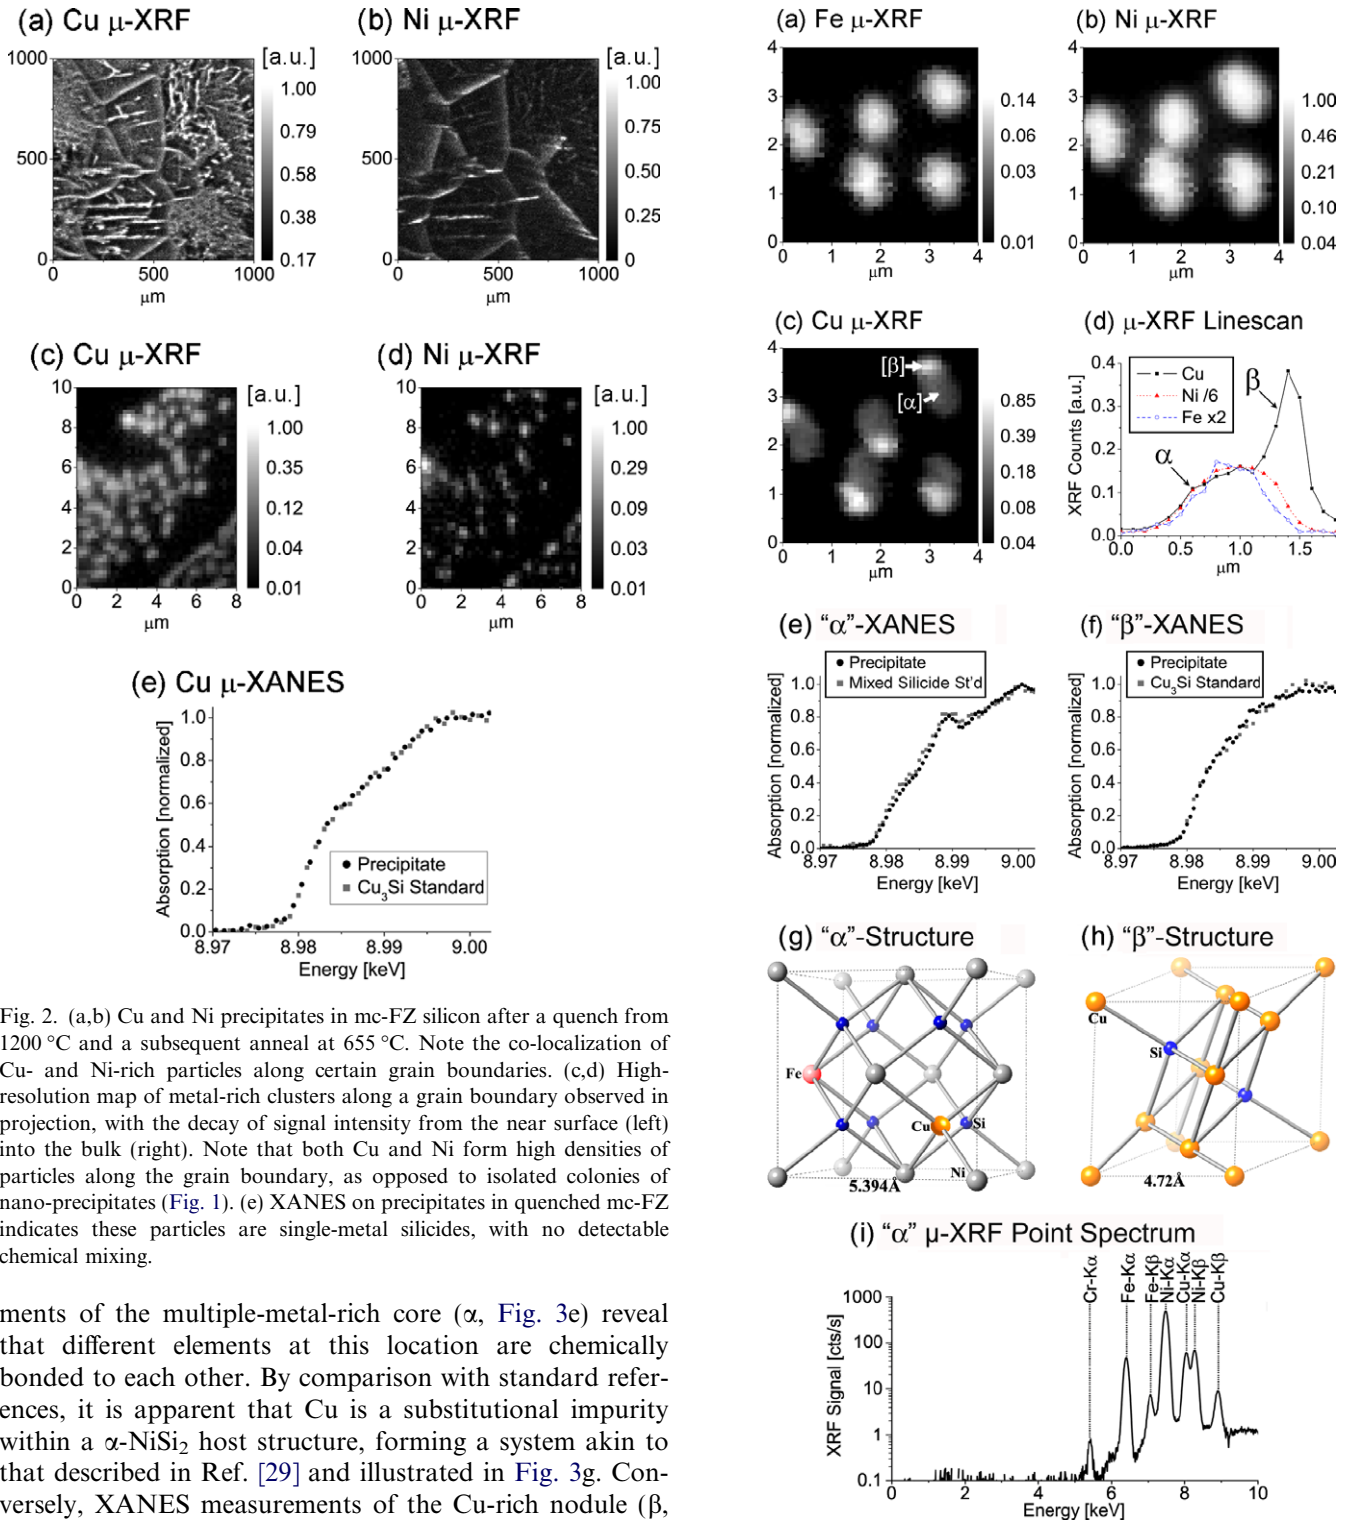 (a) Cu μ-XRF
(b) Ni μ-XRF
[a.u.]
[a.u.]
1000
500
0
0
500
1000
μm
1.00
0.79
0.58
0.38
0.17
1000
500
0
0
500
1000
μm
1.00
0.75
0.50
0.25
0
(c) Cu μ-XRF
(d) Ni μ-XRF
[a.u.]
[a.u.]
10
8
6
4
2
0
0
2
4
6
8
μm
1.00
0.35
0.12
0.04
0.01
10
8
6
4
2
0
0
2
4
6
8
μm
1.00
0.29
0.09
0.03
0.01
(e) Cu μ-XANES
Absorption [normalized]
1.0
0.8
0.6
0.4
0.2
0.0
Precipitate
Cu₃Si Standard
8.97
8.98
8.99
9.00
Energy [keV]
Fig. 2. (a,b) Cu and Ni precipitates in mc-FZ silicon after a quench from
1200 °C and a subsequent anneal at 655 °C. Note the co-localization of
Cu- and Ni-rich particles along certain grain boundaries. (c,d) High-
resolution map of metal-rich clusters along a grain boundary observed in
projection, with the decay of signal intensity from the near surface (left)
into the bulk (right). Note that both Cu and Ni form high densities of
particles along the grain boundary, as opposed to isolated colonies of
nano-precipitates (Fig. 1). (e) XANES on precipitates in quenched mc-FZ
indicates these particles are single-metal silicides, with no detectable
chemical mixing.
ments of the multiple-metal-rich core (α, Fig. 3e) reveal
that different elements at this location are chemically
bonded to each other. By comparison with standard refer-
ences, it is apparent that Cu is a substitutional impurity
within a α-NiSi₂ host structure, forming a system akin to
that described in Ref. [29] and illustrated in Fig. 3g. Con-
versely, XANES measurements of the Cu-rich nodule (β,
(a) Fe μ-XRF
(b) Ni μ-XRF
4
3
2
1
0
0
1
2
3
4
μm
0.14
0.06
0.03
0.01
4
3
2
1
0
0
1
2
3
4
μm
1.00
0.46
0.21
0.10
0.04
(c) Cu μ-XRF
(d) μ-XRF Linescan
4
3
2
1
0
[β]
[α]
0
1
2
3
4
μm
0.85
0.39
0.18
0.08
0.04
XRF Counts [a.u.]
0.4
0.3
0.2
0.1
0.0
Cu
Ni /6
Fe x2
α
β
0.0
0.5
1.0
1.5
μm
(e) “α”-XANES
(f) “β”-XANES
Absorption [normalized]
1.0
0.8
0.6
0.4
0.2
0.0
Precipitate
Mixed Silicide St'd
8.97
8.98
8.99
9.00
Energy [keV]
Absorption [normalized]
1.0
0.8
0.6
0.4
0.2
0.0
Precipitate
Cu₃Si Standard
8.97
8.98
8.99
9.00
Energy [keV]
(g) “α”-Structure
(h) “β”-Structure
Fe
Cu
Si
Ni
5.394Å
Cu
Si
4.72Å
(i) “α” μ-XRF Point Spectrum
Cr-Kα
Fe-Kα
Fe-Kβ
Ni-Kα
Cu-Kα
Ni-Kβ
Cu-Kβ
XRF Signal [cts/s]
1000
100
10
1
0.1
0
2
4
6
8
10
Energy [keV]